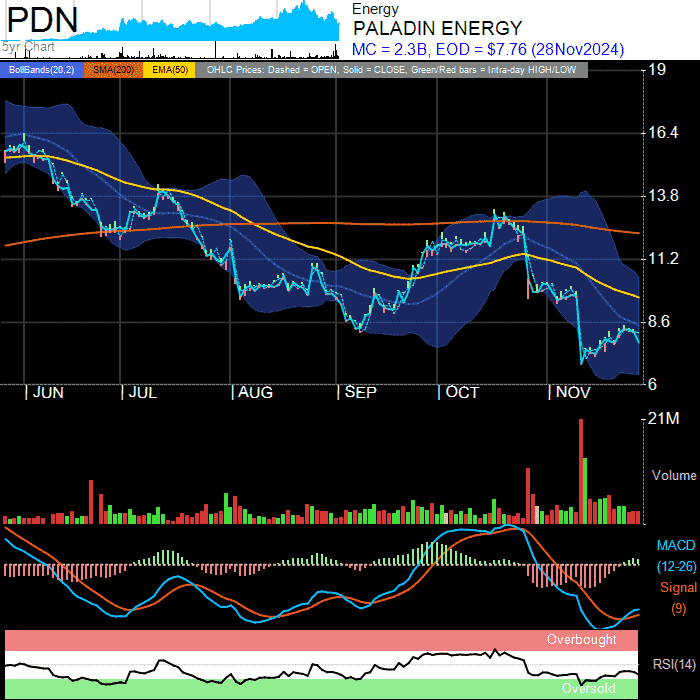 PDN
5yr Chart
Energy
PALADIN ENERGY
MC = 2.3B, EOD = $7.76 (28Nov2024)
BollBands(20,2) SMA(200) EMA(50) OHLC Prices: Dashed = OPEN, Solid = CLOSE, Green/Red bars = Intra-day HIGH/LOW
19
16.4
13.8
11.2
8.6
6
JUN JUL AUG SEP OCT NOV
21M
Volume
MACD
(12-26)
Signal
(9)
Overbought
RSI(14)
Oversold